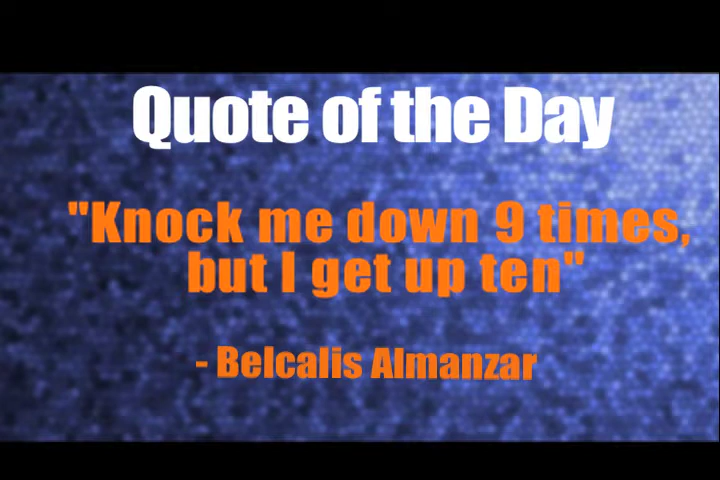 Quote of the Day
"Knock me down 9 times,
but I get up ten"
- Belcalis Almanzar